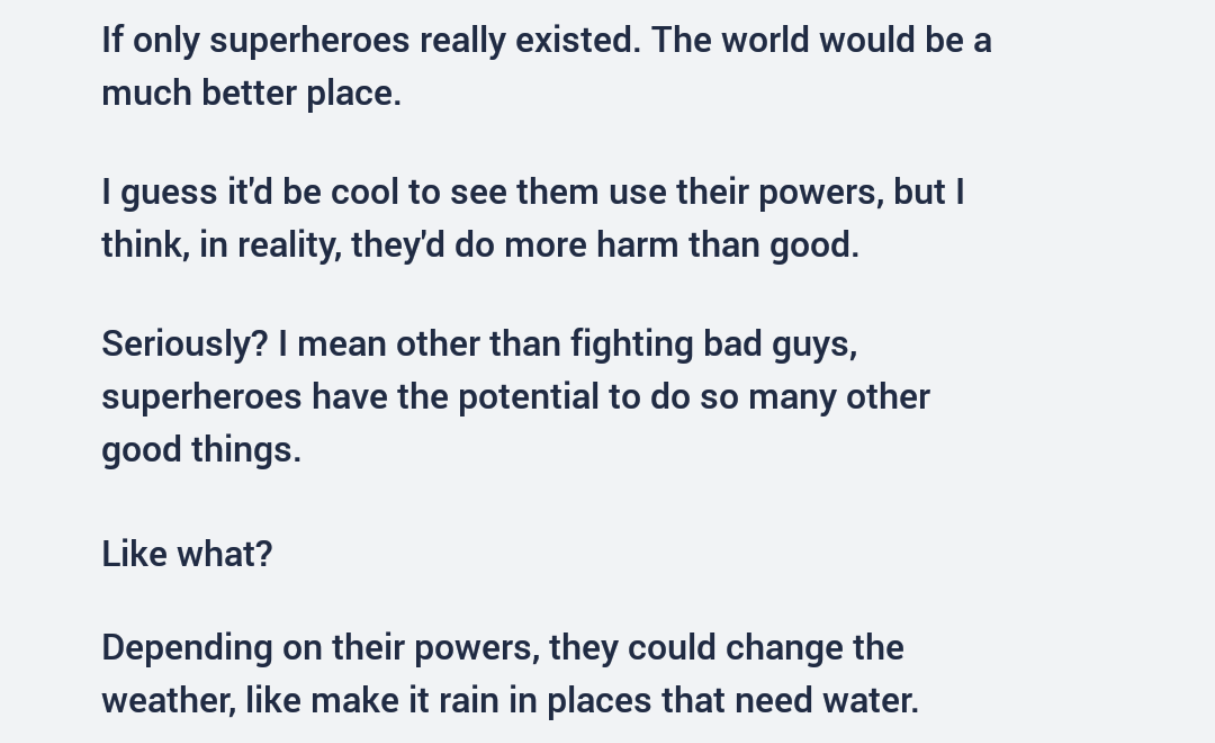 If only superheroes really existed. The world would be a
much better place.
I guess it'd be cool to see them use their powers, but I
think, in reality, they'd do more harm than good.
Seriously? I mean other than fighting bad guys,
superheroes have the potential to do so many other
good things.
Like what?
Depending on their powers, they could change the
weather, like make it rain in places that need water.